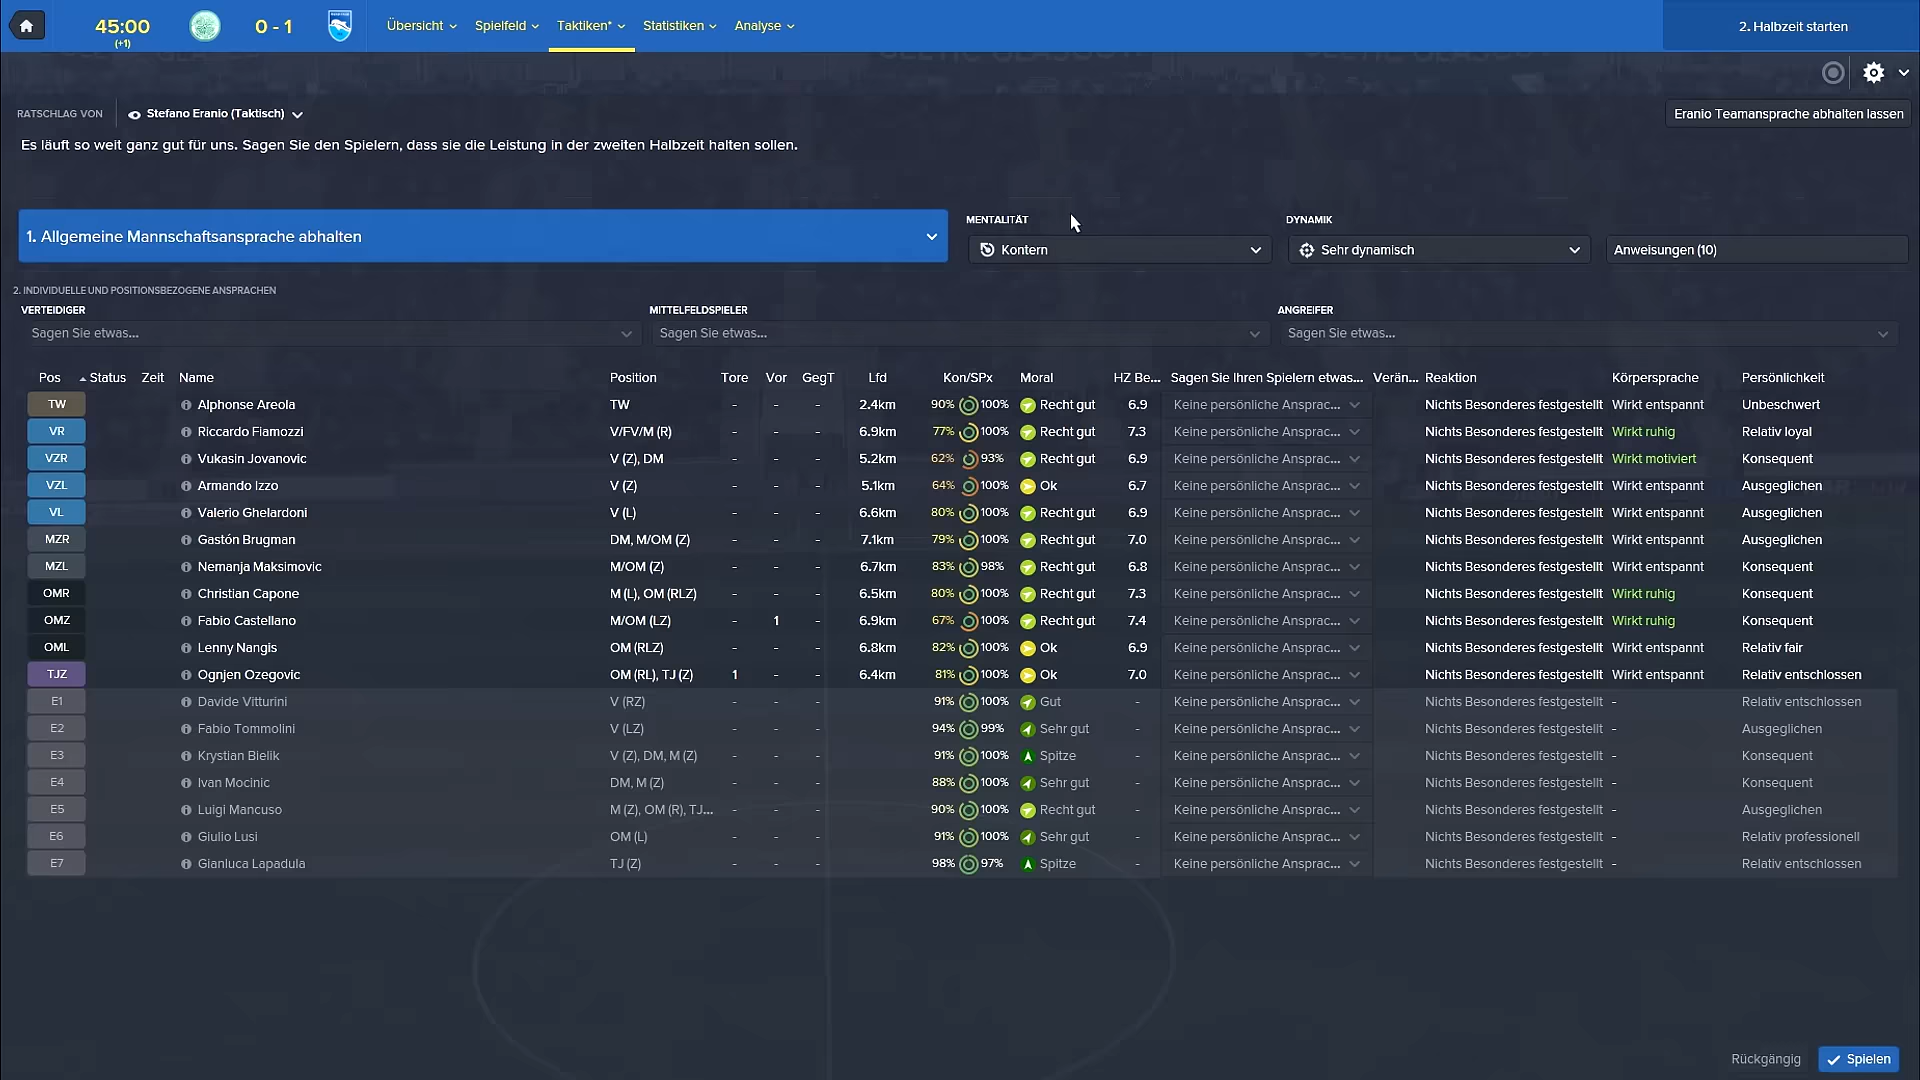 45:00
(+1)
0 - 1
Übersicht
Spielfeld
Taktiken*
Statistiken
Analyse
2. Halbzeit starten
RATSCHLAG VON
Stefano Eranio (Taktisch)
Eranio Teamansprache abhalten lassen
Es läuft so weit ganz gut für uns. Sagen Sie den Spielern, dass sie die Leistung in der zweiten Halbzeit halten sollen.
MENTALITÄT
DYNAMIK
1. Allgemeine Mannschaftsansprache abhalten
Kontern
Sehr dynamisch
Anweisungen (10)
2. INDIVIDUELLE UND POSITIONSBEZOGENE ANSPRACHEN
VERTEIDIGER
MITTELFELDSPIELER
ANGREIFER
Sagen Sie etwas...
Sagen Sie etwas...
Sagen Sie etwas...
Pos Status Zeit Name Position Tore Vor GegT Lfd Kon/SPx Moral HZ Be... Sagen Sie Ihren Spielern etwas... Verän... Reaktion Körpersprache Persönlichkeit
TW Alphonse Areola TW - - - 2.4km 90% 100% Recht gut 6.9 Keine persönliche Ansprac... Nichts Besonderes festgestellt Wirkt entspannt Unbeschwert
VR Riccardo Fiamozzi V/FV/M (R) - - - 6.9km 77% 100% Recht gut 7.3 Keine persönliche Ansprac... Nichts Besonderes festgestellt Wirkt ruhig Relativ loyal
VZR Vukasin Jovanovic V (Z), DM - - - 5.2km 62% 93% Recht gut 6.9 Keine persönliche Ansprac... Nichts Besonderes festgestellt Wirkt motiviert Konsequent
VZL Armando Izzo V (Z) - - - 5.1km 64% 100% Ok 6.7 Keine persönliche Ansprac... Nichts Besonderes festgestellt Wirkt entspannt Ausgeglichen
VL Valerio Ghelardoni V (L) - - - 6.6km 80% 100% Recht gut 6.9 Keine persönliche Ansprac... Nichts Besonderes festgestellt Wirkt entspannt Ausgeglichen
MZR Gastón Brugman DM, M/OM (Z) - - - 7.1km 79% 100% Recht gut 7.0 Keine persönliche Ansprac... Nichts Besonderes festgestellt Wirkt entspannt Ausgeglichen
MZL Nemanja Maksimovic M/OM (Z) - - - 6.7km 83% 98% Recht gut 6.8 Keine persönliche Ansprac... Nichts Besonderes festgestellt Wirkt entspannt Konsequent
OMR Christian Capone M (L), OM (RLZ) - - - 6.5km 80% 100% Recht gut 7.3 Keine persönliche Ansprac... Nichts Besonderes festgestellt Wirkt ruhig Konsequent
OMZ Fabio Castellano M/OM (LZ) - 1 - 6.9km 67% 100% Recht gut 7.4 Keine persönliche Ansprac... Nichts Besonderes festgestellt Wirkt ruhig Konsequent
OML Lenny Nangis OM (RLZ) - - - 6.8km 82% 100% Ok 6.9 Keine persönliche Ansprac... Nichts Besonderes festgestellt Wirkt entspannt Relativ fair
TJZ Ognjen Ozegovic OM (RL), TJ (Z) 1 - - 6.4km 81% 100% Ok 7.0 Keine persönliche Ansprac... Nichts Besonderes festgestellt Wirkt entspannt Relativ entschlossen
E1 Davide Vitturini V (RZ) - - - 91% 100% Gut - Keine persönliche Ansprac... Nichts Besonderes festgestellt - Relativ entschlossen
E2 Fabio Tommolini V (LZ) - - - 94% 99% Sehr gut - Keine persönliche Ansprac... Nichts Besonderes festgestellt - Ausgeglichen
E3 Krystian Bielik V (Z), DM, M (Z) - - - 91% 100% Spitze - Keine persönliche Ansprac... Nichts Besonderes festgestellt - Konsequent
E4 Ivan Mocinic DM, M (Z) - - - 88% 100% Sehr gut - Keine persönliche Ansprac... Nichts Besonderes festgestellt - Konsequent
E5 Luigi Mancuso M (Z), OM (R), TJ... - - - 90% 100% Recht gut - Keine persönliche Ansprac... Nichts Besonderes festgestellt - Ausgeglichen
E6 Giulio Lusi OM (L) - - - 91% 100% Sehr gut - Keine persönliche Ansprac... Nichts Besonderes festgestellt - Relativ professionell
E7 Gianluca Lapadula TJ (Z) - - - 98% 97% Spitze - Keine persönliche Ansprac... Nichts Besonderes festgestellt - Relativ entschlossen
Rückgängig
Spielen